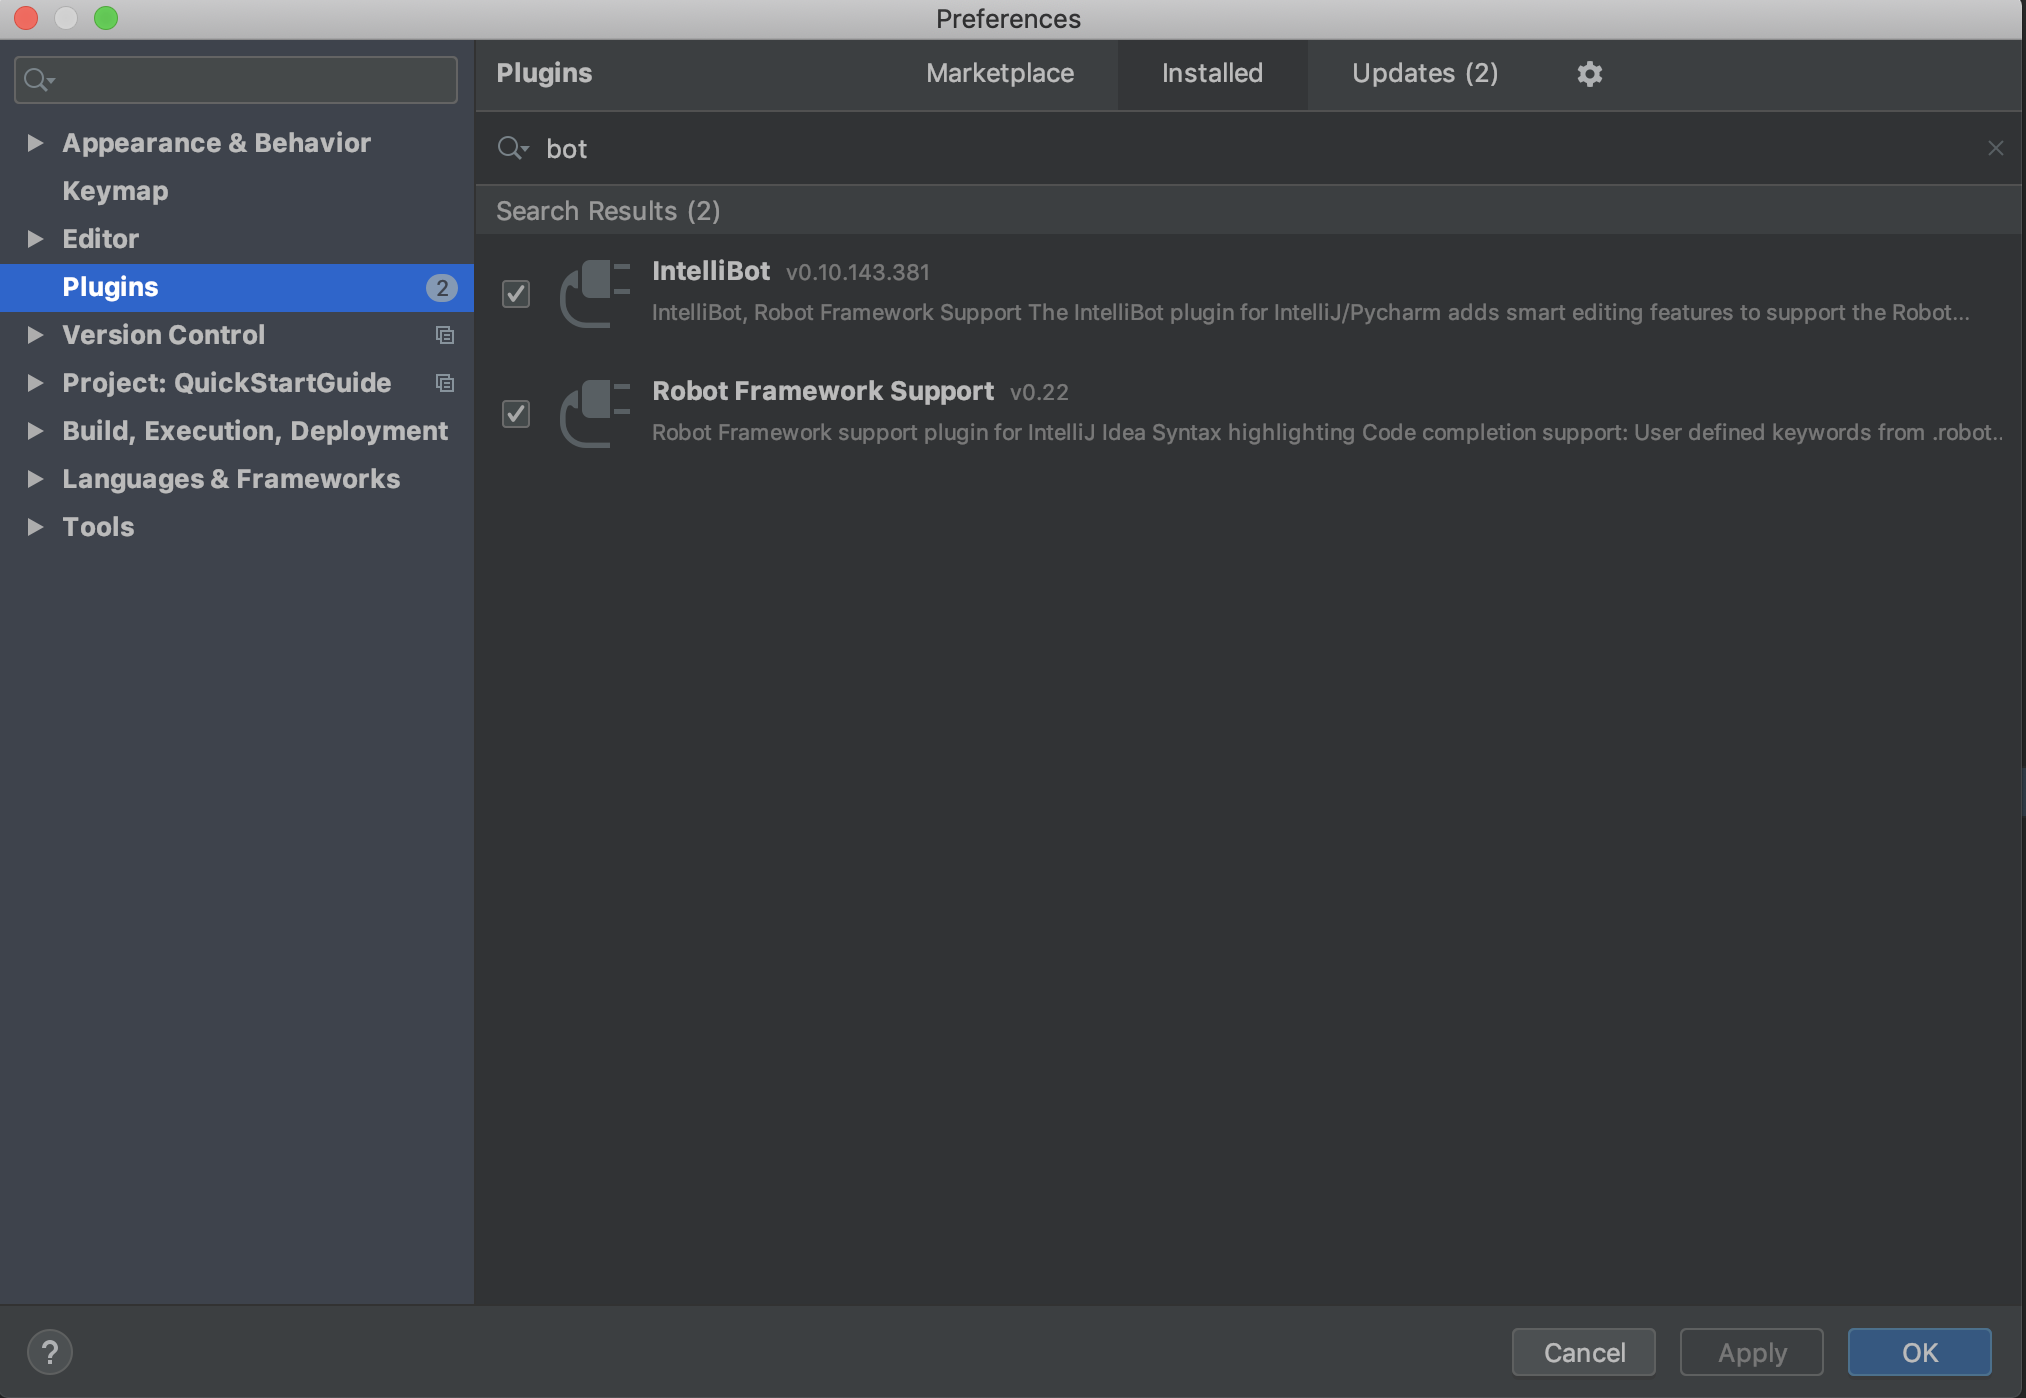 Preferences
Plugins
Marketplace
Installed
Updates (2)
bot
Search Results (2)
Appearance & Behavior
Keymap
Editor
Plugins 2
Version Control
Project: QuickStartGuide
Build, Execution, Deployment
Languages & Frameworks
Tools
IntelliBot v0.10.143.381
IntelliBot, Robot Framework Support The IntelliBot plugin for IntelliJ/Pycharm adds smart editing features to support the Robot...
Robot Framework Support v0.22
Robot Framework support plugin for IntelliJ Idea Syntax highlighting Code completion support: User defined keywords from .robot..
?
Cancel
Apply
OK